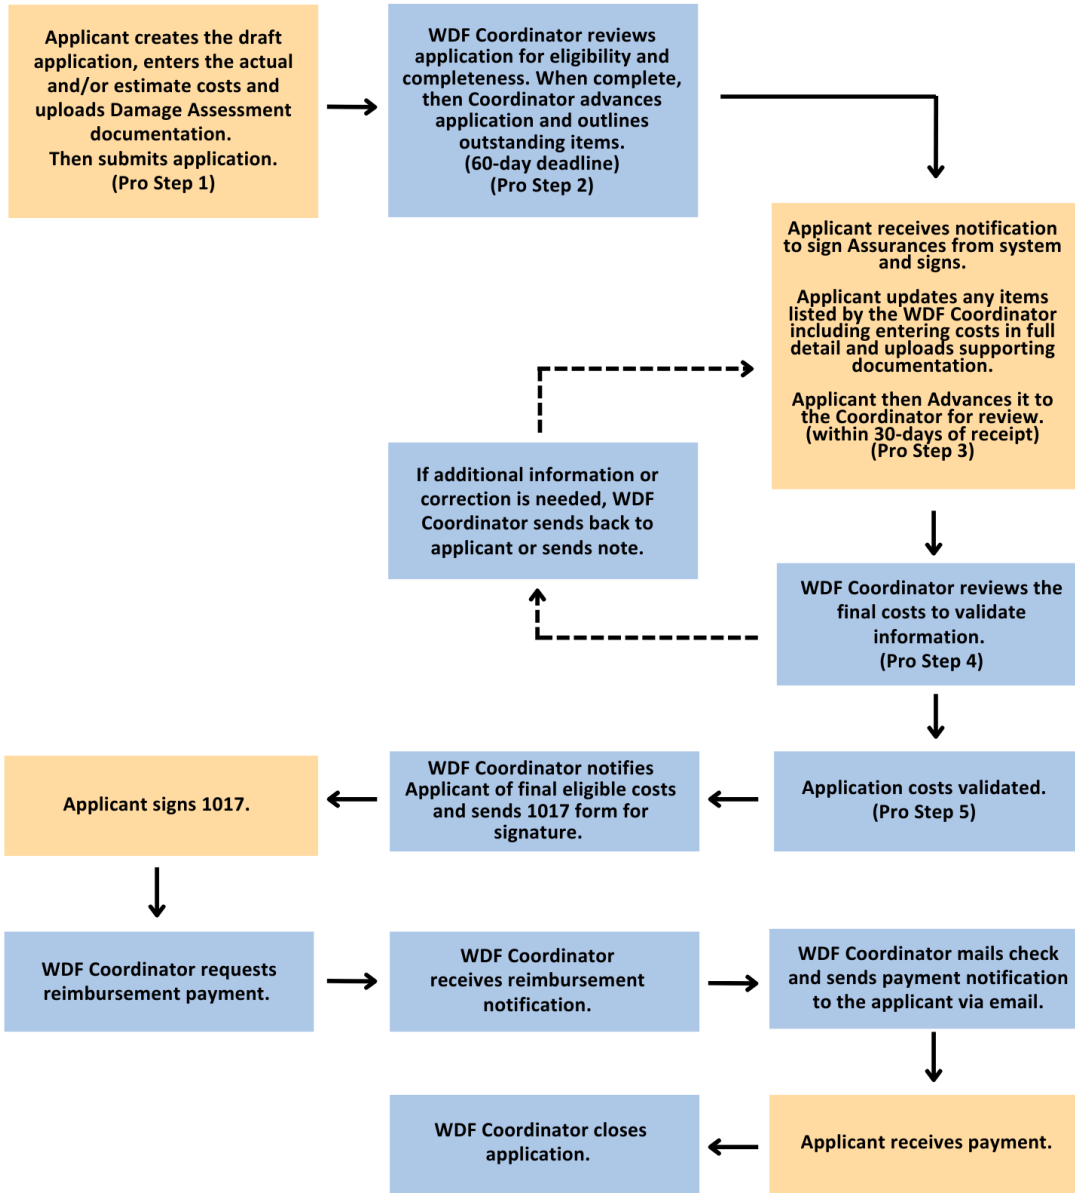 Applicant creates the draft
application, enters the actual
and/or estimate costs and
uploads Damage Assessment
documentation.
Then submits application.
(Pro Step 1)
WDF Coordinator reviews
application for eligibility and
completeness. When complete,
then Coordinator advances
application and outlines
outstanding items.
(60-day deadline)
(Pro Step 2)
Applicant receives notification
to sign Assurances from system
and signs.
Applicant updates any items
listed by the WDF Coordinator
including entering costs in full
detail and uploads supporting
documentation.
Applicant then Advances it to
the Coordinator for review.
(within 30-days of receipt)
(Pro Step 3)
If additional information or
correction is needed, WDF
Coordinator sends back to
applicant or sends note.
WDF Coordinator reviews the
final costs to validate
information.
(Pro Step 4)
Application costs validated.
(Pro Step 5)
WDF Coordinator notifies
Applicant of final eligible costs
and sends 1017 form for
signature.
Applicant signs 1017.
WDF Coordinator requests
reimbursement payment.
WDF Coordinator
receives reimbursement
notification.
WDF Coordinator mails check
and sends payment notification
to the applicant via email.
Applicant receives payment.
WDF Coordinator closes
application.